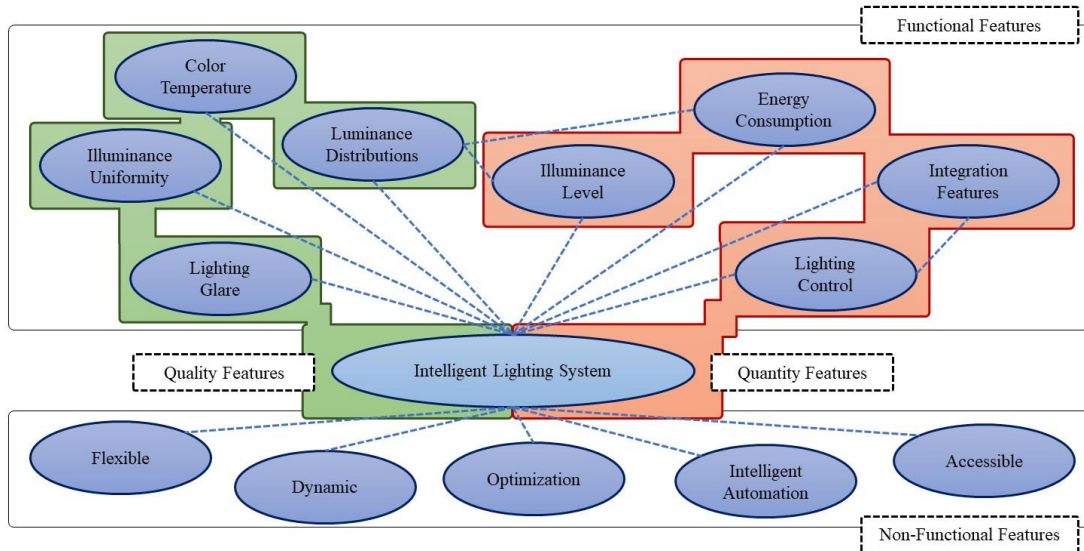 Functional Features
Color
Temperature
Energy
Consumption
Luminance
Distributions
Illuminance
Uniformity
Illuminance
Level
Integration
Features
Lighting
Glare
Lighting
Control
Quality Features
Intelligent Lighting System
Quantity Features
Flexible
Dynamic
Optimization
Intelligent
Automation
Accessible
Non-Functional Features